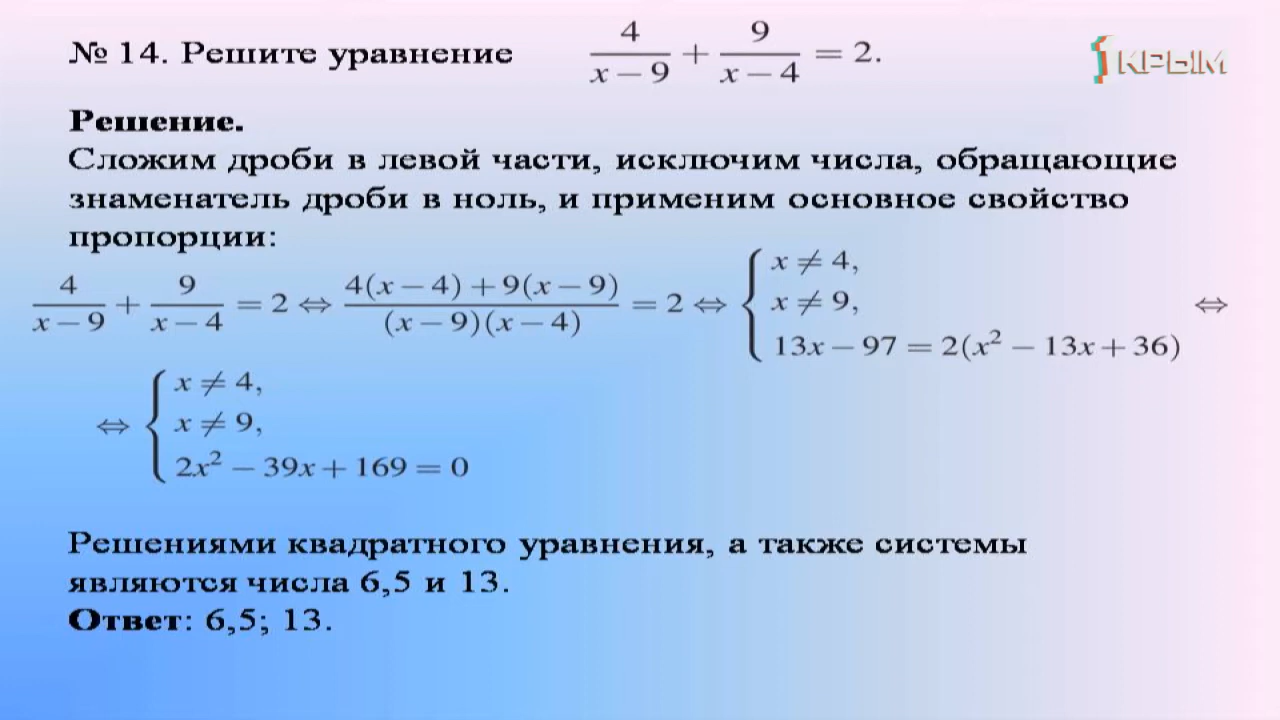 № 14. Решите уравнение 4/(x − 9) + 9/(x − 4) = 2.
1 КРЫМ
Решение.
Сложим дроби в левой части, исключим числа, обращающие
знаменатель дроби в ноль, и применим основное свойство
пропорции:
4/(x − 9) + 9/(x − 4) = 2 ⇔ (4(x − 4) + 9(x − 9))/((x − 9)(x − 4)) = 2 ⇔ { x ≠ 4, x ≠ 9, 13x − 97 = 2(x² − 13x + 36) ⇔
⇔ { x ≠ 4, x ≠ 9, 2x² − 39x + 169 = 0
Решениями квадратного уравнения, а также системы
являются числа 6,5 и 13.
Ответ: 6,5; 13.